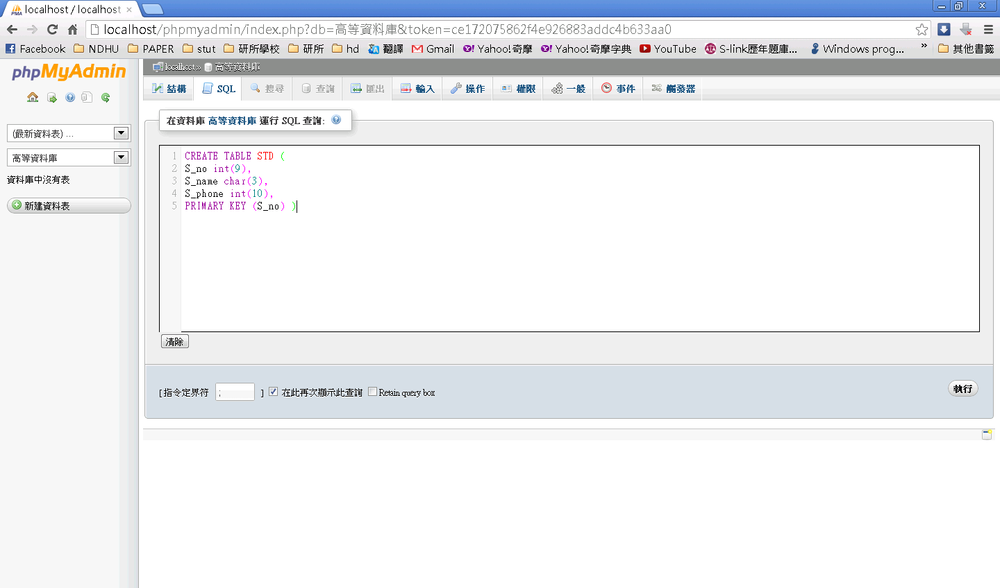 localhost / localhost
localhost/phpmyadmin/index.php?db=高等資料庫&token=ce172075862f4e926883addc4b633aa0
Facebook NDHU PAPER stut 研所學校 研所 hd 翻譯 Gmail Yahoo!奇摩 Yahoo!奇摩字典 YouTube S-link歷年題庫... Windows prog... » 其他書籤
phpMyAdmin
(最新資料表) ...
高等資料庫
資料庫中沒有表
新建資料表
localhost » 高等資料庫
結構 SQL 搜尋 查詢 匯出 輸入 操作 權限 一般 事件 觸發器
在資料庫 高等資料庫 運行 SQL 查詢:
1 CREATE TABLE STD (
2 S_no int(9),
3 S_name char(3),
4 S_phone int(10),
5 PRIMARY KEY (S_no) )
清除
[ 指令定界符 ; ] 在此再次顯示此查詢 Retain query box
執行